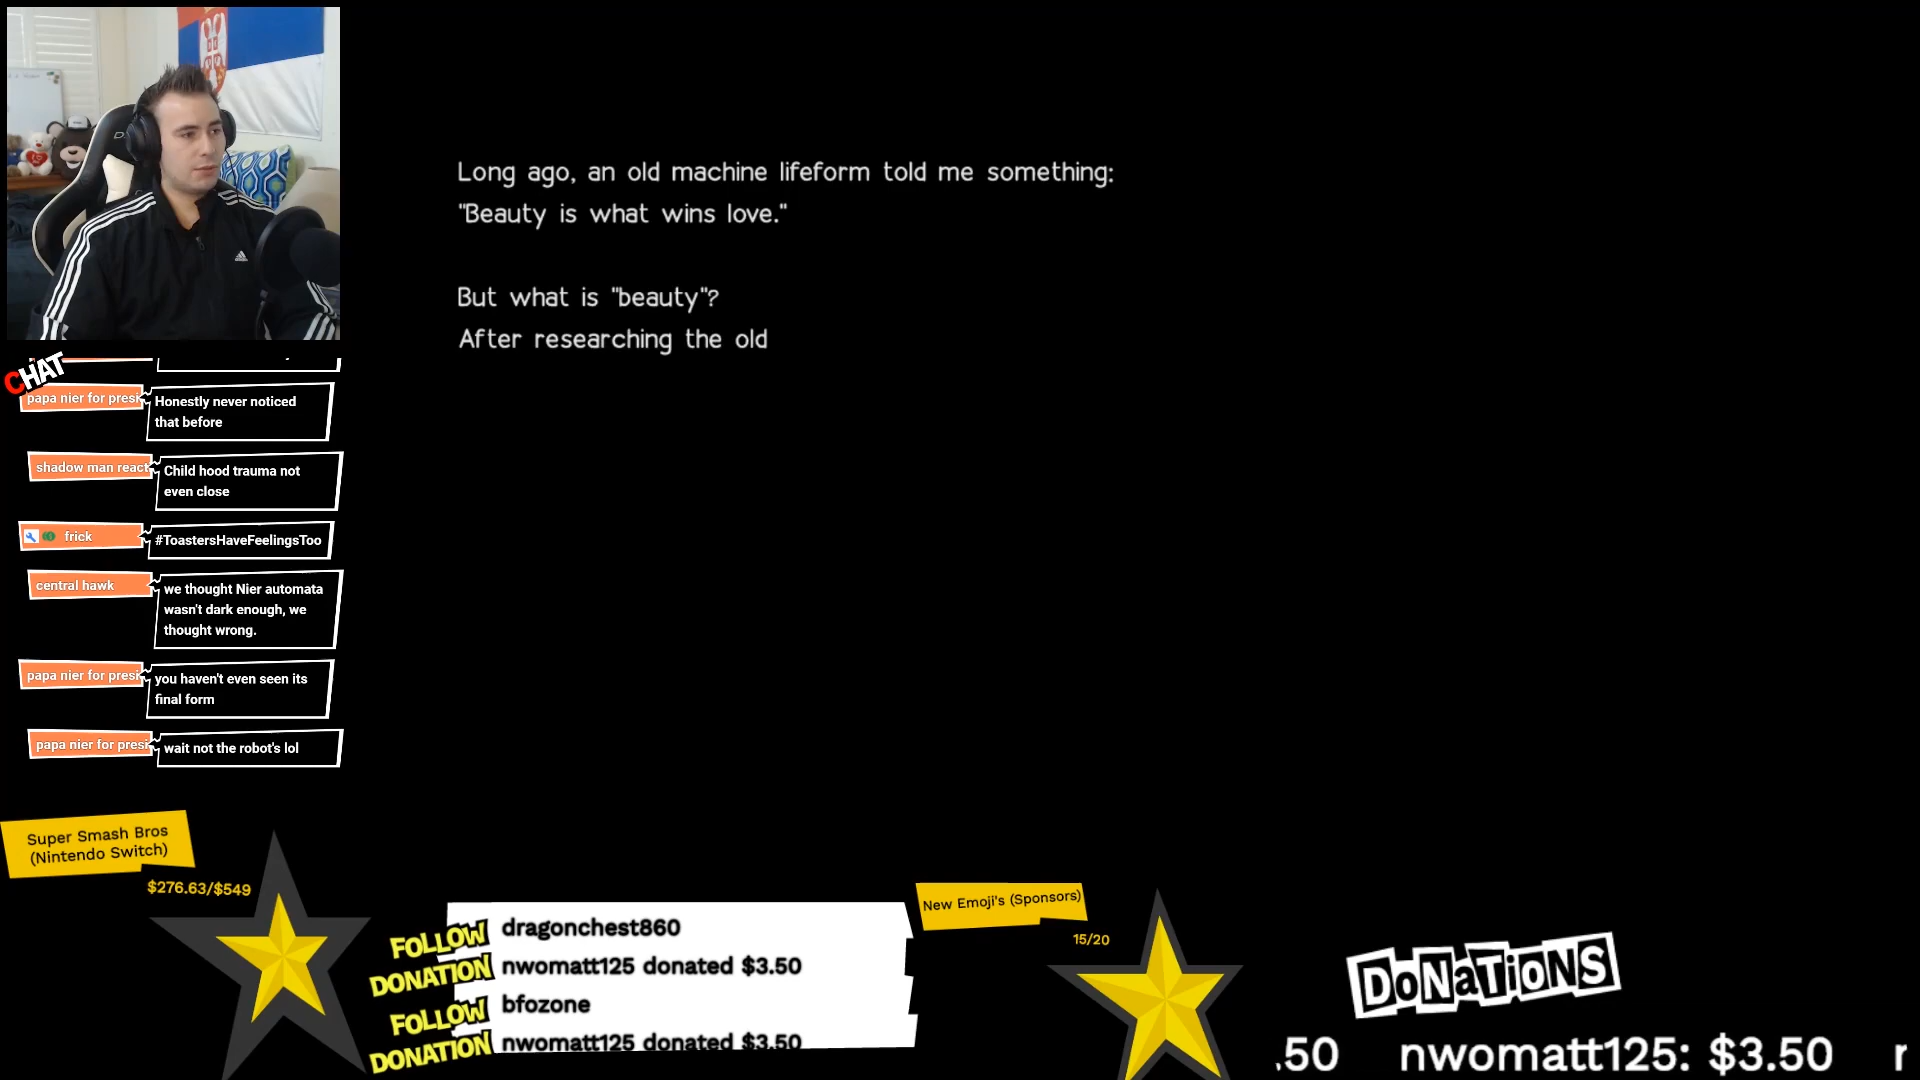 Long ago, an old machine lifeform told me something:
"Beauty is what wins love."
But what is "beauty"?
After researching the old
CHAT
papa nier for presi
Honestly never noticed
that before
shadow man react
Child hood trauma not
even close
frick
#ToastersHaveFeelingsToo
central hawk
we thought Nier automata
wasn't dark enough, we
thought wrong.
papa nier for presi
you haven't even seen its
final form
papa nier for presi
wait not the robot's lol
Super Smash Bros
(Nintendo Switch)
$276.63/$549
FOLLOW dragonchest860
DONATION nwomatt125 donated $3.50
FOLLOW bfozone
DONATION nwomatt125 donated $3.50
New Emoji's (Sponsors)
15/20
DoNaTioNS
.50 nwomatt125: $3.50